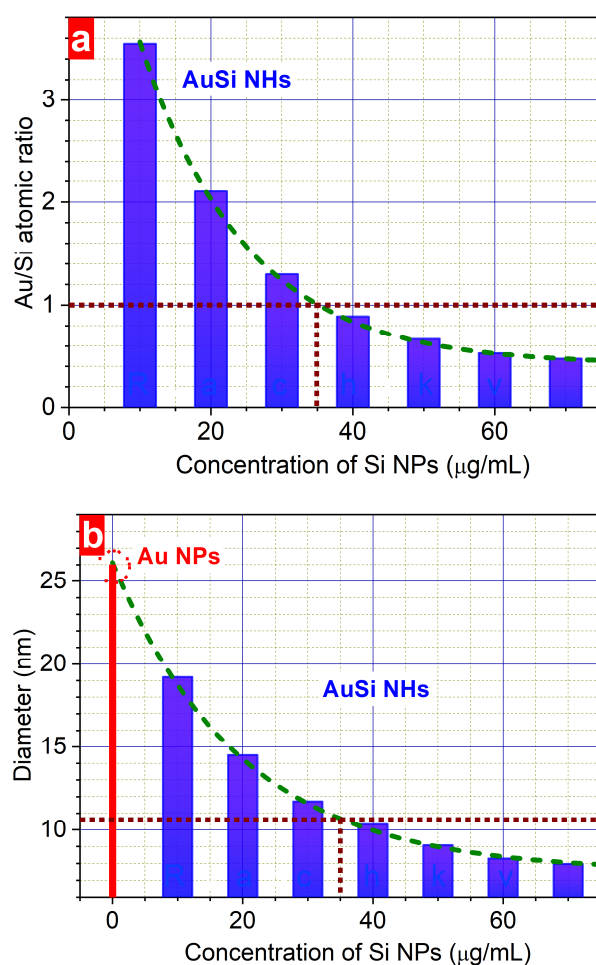 a
AuSi NHs
Au/Si atomic ratio
3
2
1
0
R a c h k v
0 20 40 60
Concentration of Si NPs (μg/mL)
b
Au NPs
AuSi NHs
Diameter (nm)
25
20
15
10
R a c h k v
0 20 40 60
Concentration of Si NPs (μg/mL)